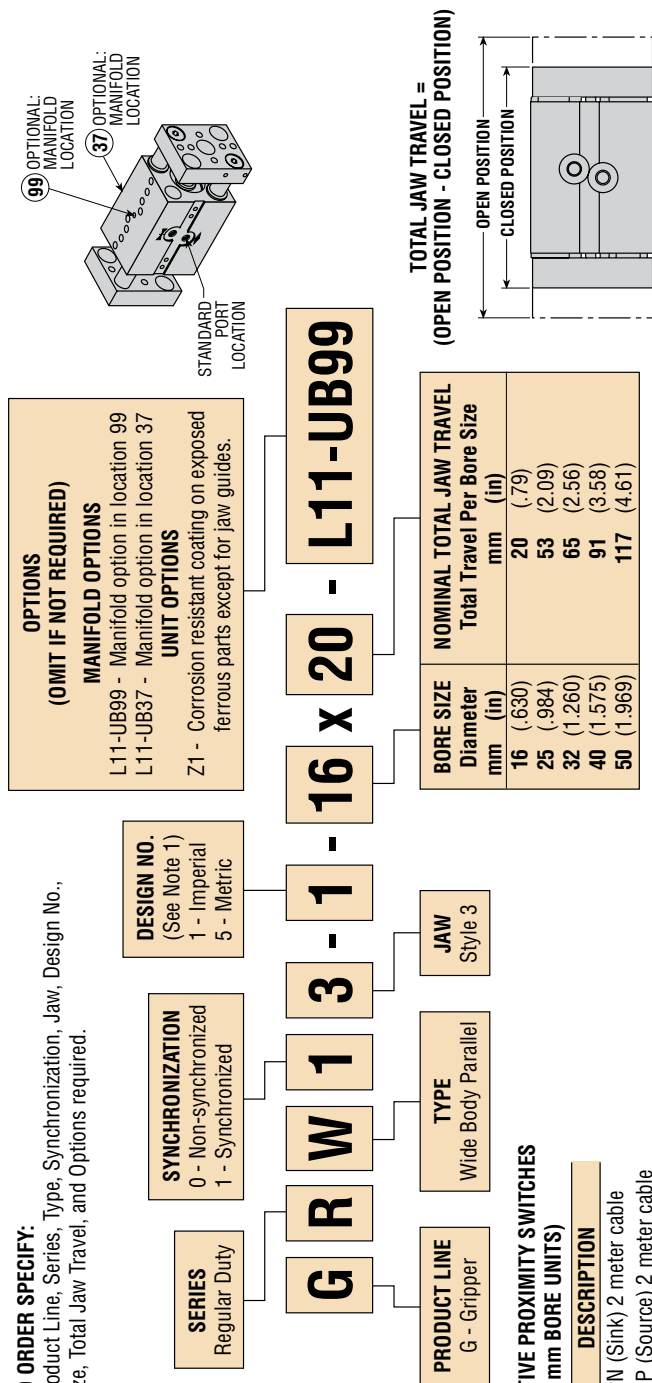 ORDER SPECIFY:
Product Line, Series, Type, Synchronization, Jaw, Design No.,
Total Jaw Travel, and Options required.
SERIES
Regular Duty
SYNCHRONIZATION
0 - Non-synchronized
1 - Synchronized
DESIGN NO.
(See Note 1)
1 - Imperial
5 - Metric
OPTIONS
(OMIT IF NOT REQUIRED)
MANIFOLD OPTIONS
L11-UB99 - Manifold option in location 99
L11-UB37 - Manifold option in location 37
UNIT OPTIONS
Z1 - Corrosion resistant coating on exposed
ferrous parts except for jaw guides.
99 OPTIONAL:
MANIFOLD
LOCATION
37 OPTIONAL:
MANIFOLD
LOCATION
STANDARD
PORT
LOCATION
G R W 1 3 - 1 - 16 x 20 - L11-UB99
PRODUCT LINE
G - Gripper
TYPE
Wide Body Parallel
JAW
Style 3
BORE SIZE NOMINAL TOTAL JAW TRAVEL
Diameter Total Travel Per Bore Size
mm (in) mm (in)
16 (.630) 20 (.79)
25 (.984) 53 (2.09)
32 (1.260) 65 (2.56)
40 (1.575) 91 (3.58)
50 (1.969) 117 (4.61)
TOTAL JAW TRAVEL =
(OPEN POSITION - CLOSED POSITION)
OPEN POSITION
CLOSED POSITION
PROXIMITY SWITCHES
mm BORE UNITS)
DESCRIPTION
(Sink) 2 meter cable
(Source) 2 meter cable